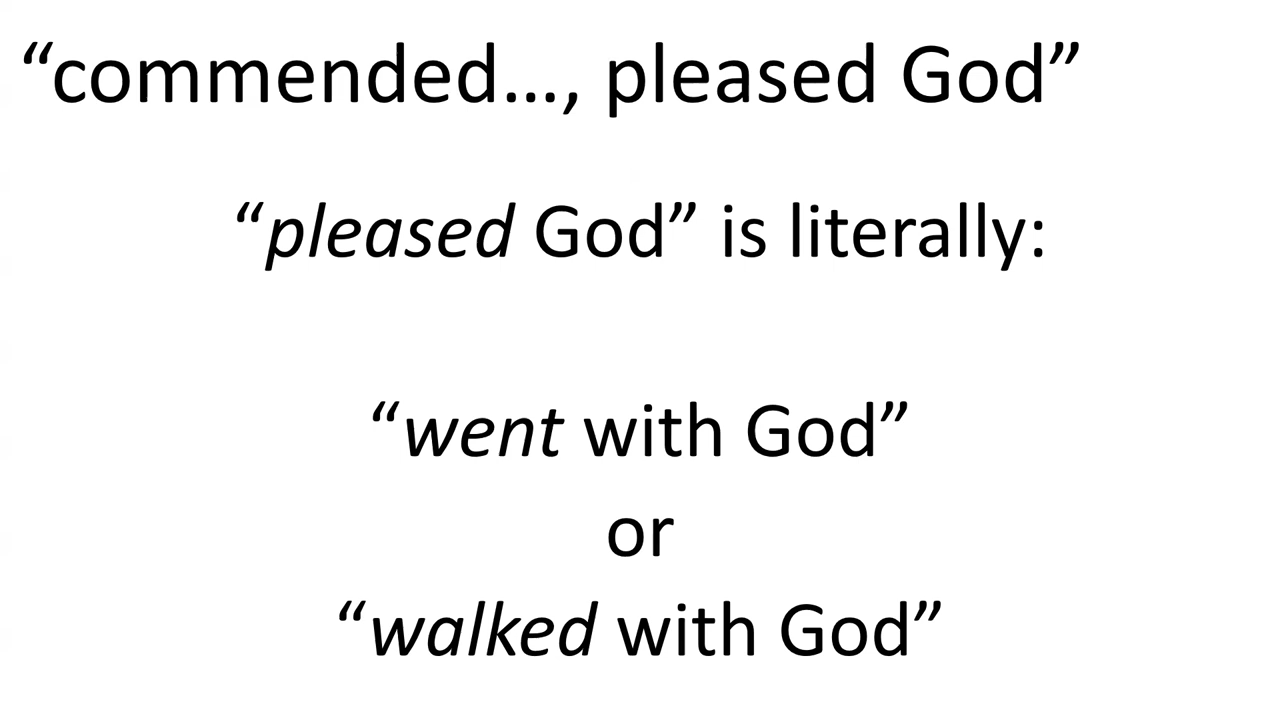 “commended…, pleased God”
“pleased God” is literally:
“went with God”
or
“walked with God”